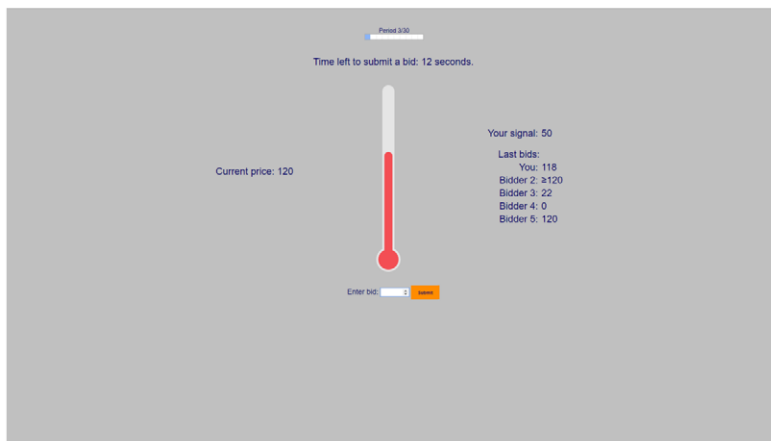 Period 3/30
Time left to submit a bid: 12 seconds.
Your signal: 50
Last bids:
Current price: 120
You: 118
Bidder 2: ≥120
Bidder 3: 22
Bidder 4: 0
Bidder 5: 120
Enter bid:
Submit